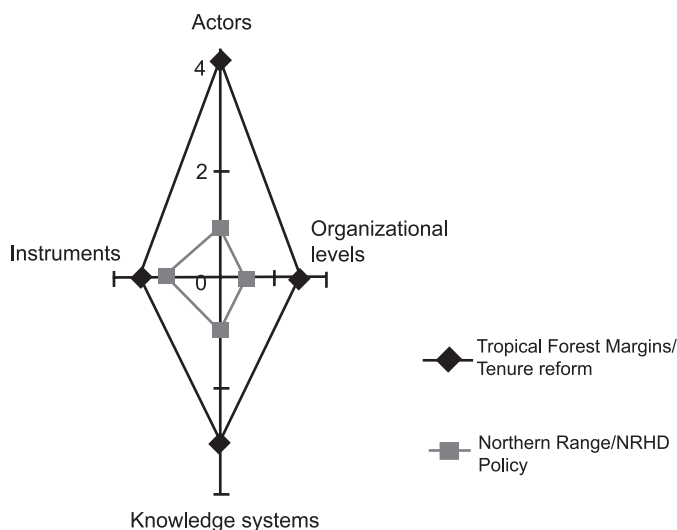 Actors
4
2
Organizational
levels
Instruments
0
Tropical Forest Margins/
Tenure reform
Northern Range/NRHD
Policy
Knowledge systems